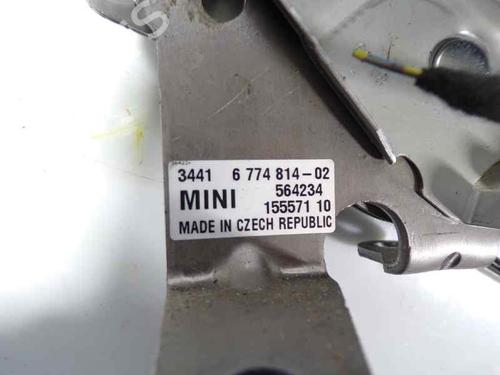 3441 6 774 814-02
MINI 564234
155571 10
MADE IN CZECH REPUBLIC